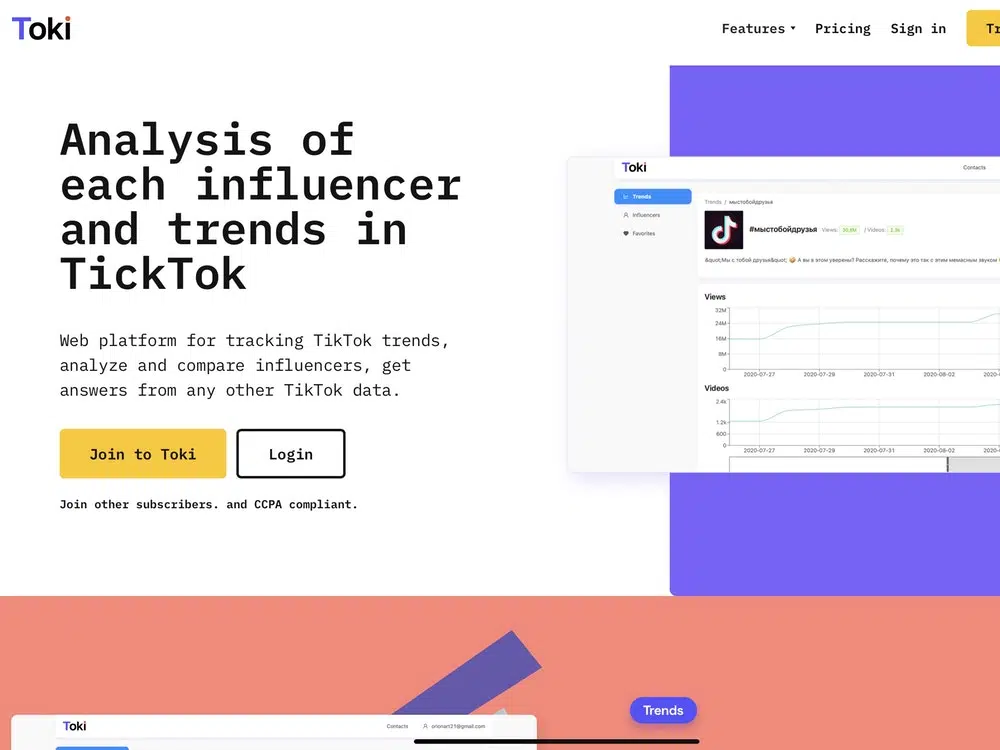 Toki
Features Pricing Sign in Tr
Analysis of
each influencer
and trends in
TickTok
Web platform for tracking TikTok trends,
analyze and compare influencers, get
answers from any other TikTok data.
Join to Toki Login
Join other subscribers. and CCPA compliant.
Toki
Contacts
Trends
Influencers
Favorites
Trends / мыстобойдрузья
#мыстобойдрузья Views: / Videos:
&quot;Мы с тобой друзья&quot; 🤪 А вы в этом уверены? Расскажите, почему это так с этим немасным звуком
Views
32M
24M
16M
8M
0
2020-07-27 2020-07-29 2020-07-31 2020-08-02 2020-
Videos
2.4k
1.2k
600
0
2020-07-27 2020-07-29 2020-07-31 2020-08-02 2020-
Trends
Toki
Contacts orionart21@gmail.com